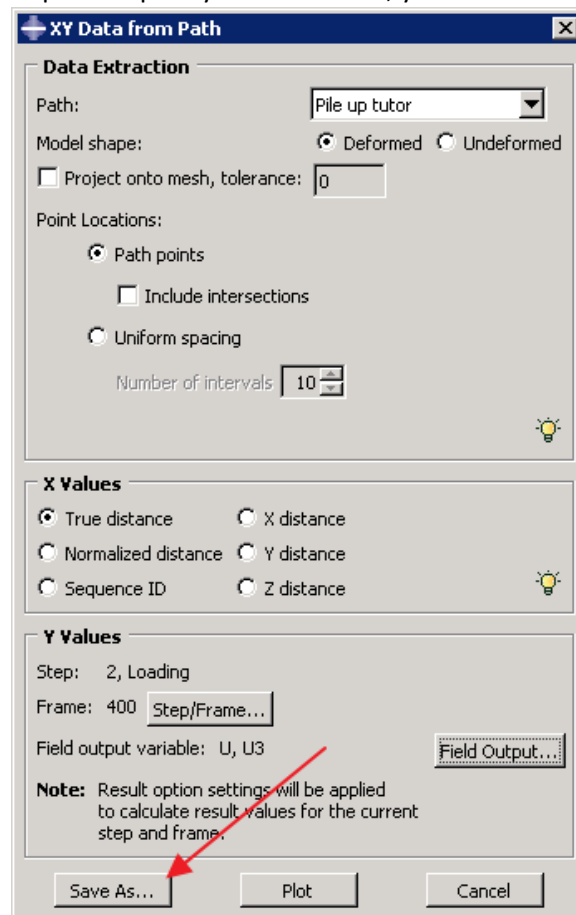 XY Data from Path
Data Extraction
Path: Pile up tutor
Model shape: Deformed Undeformed
Project onto mesh, tolerance: 0
Point Locations:
Path points
Include intersections
Uniform spacing
Number of intervals 10
X Values
True distance X distance
Normalized distance Y distance
Sequence ID Z distance
Y Values
Step: 2, Loading
Frame: 400 Step/Frame...
Field output variable: U, U3 Field Output...
Note: Result option settings will be applied
to calculate result values for the current
step and frame.
Save As... Plot Cancel